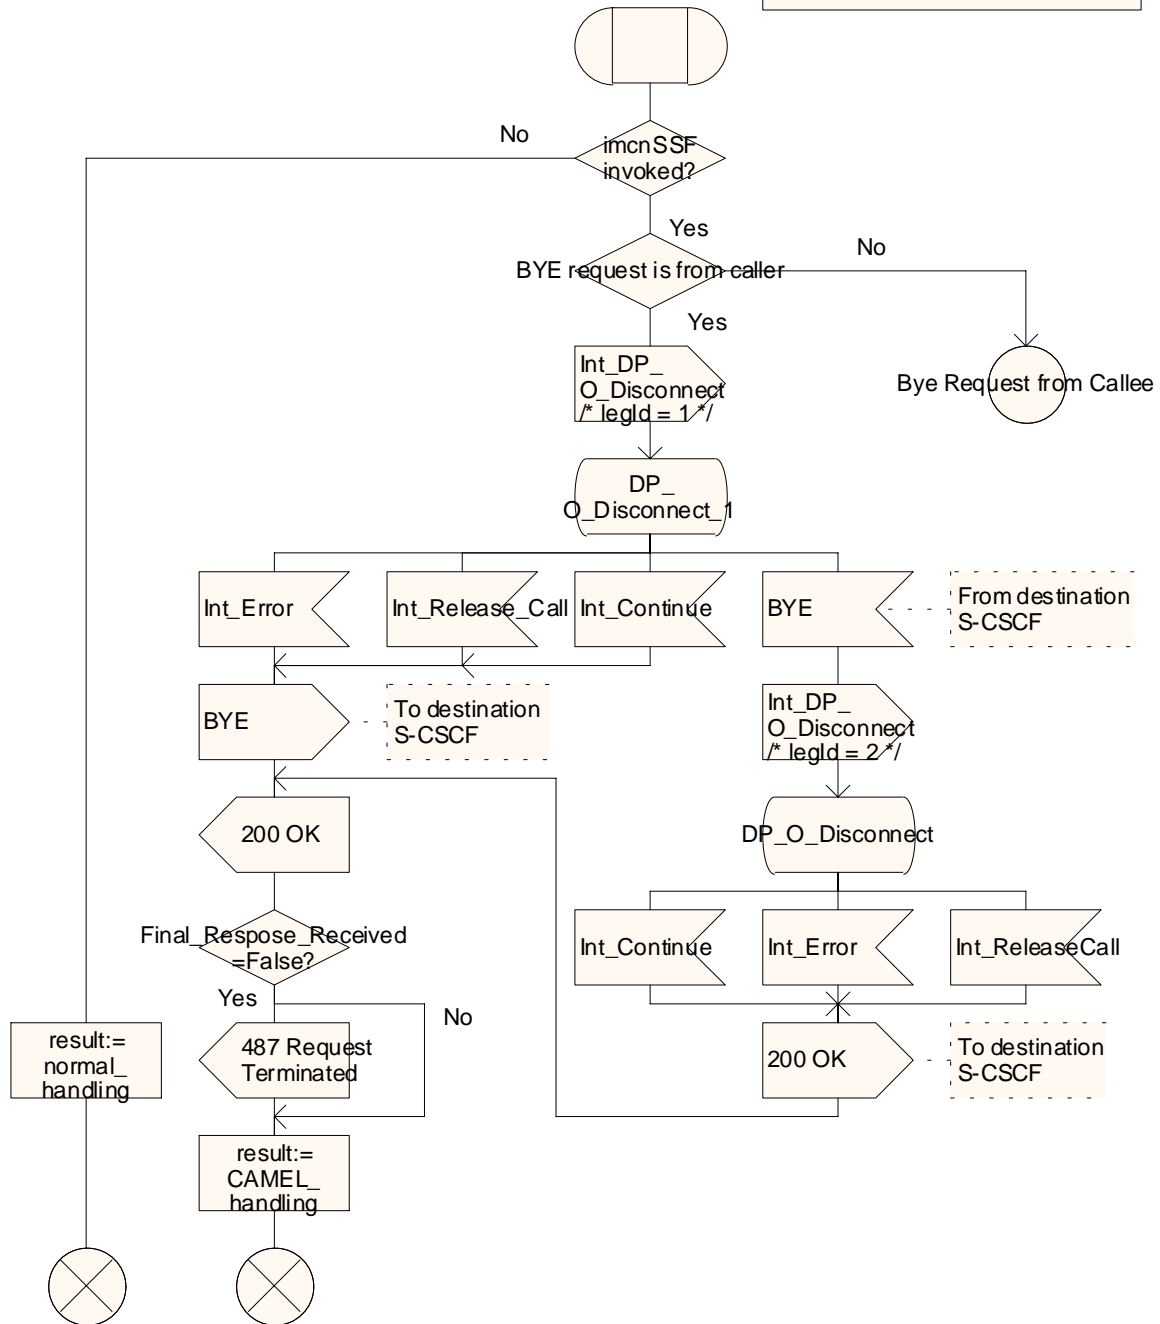 No
imcnSSF
invoked?
Yes
BYE request is from caller
No
Yes
Int_DP_
O_Disconnect
/* legId = 1 */
Bye Request from Callee
DP_
O_Disconnect_1
Int_Error
Int_Release_Call
Int_Continue
BYE
From destination
S-CSCF
BYE
To destination
S-CSCF
Int_DP_
O_Disconnect
/* legId = 2 */
200 OK
DP_O_Disconnect
Final_Respose_Received
=False?
Int_Continue
Int_Error
Int_ReleaseCall
Yes
No
result:=
normal_
handling
487 Request
Terminated
200 OK
To destination
S-CSCF
result:=
CAMEL_
handling